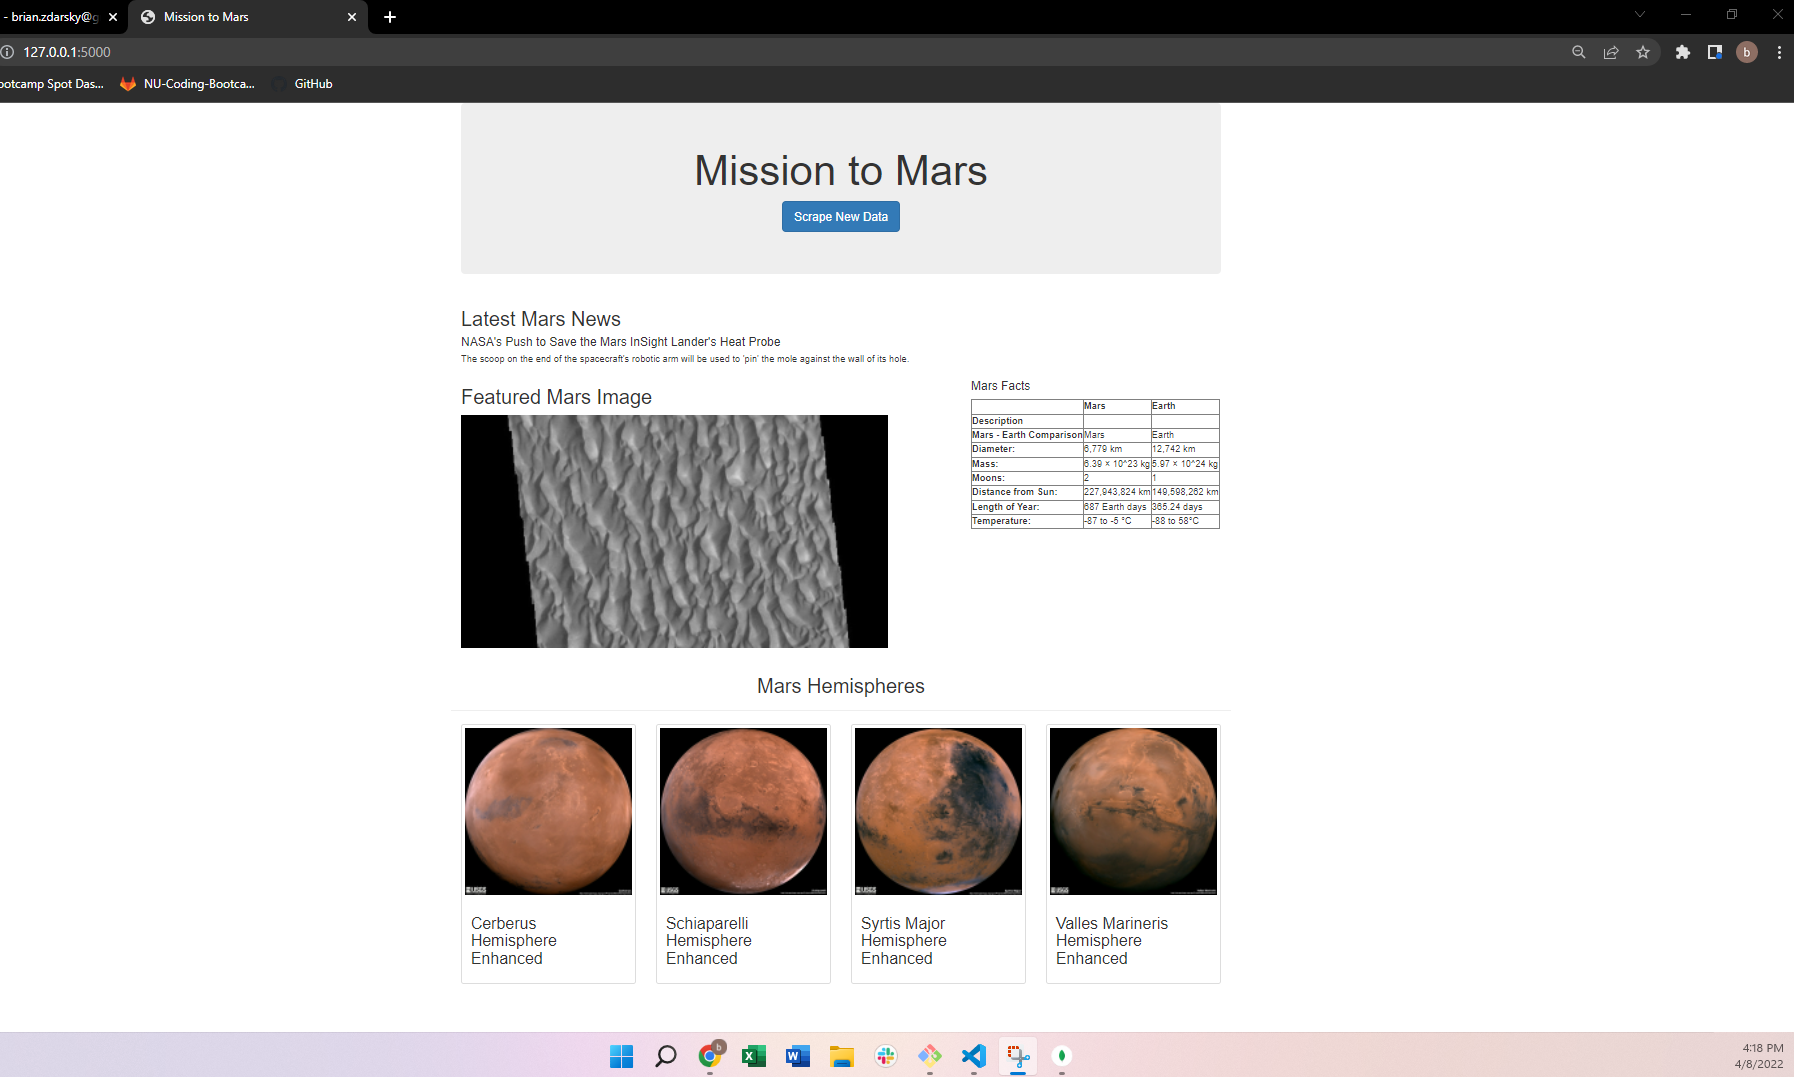 - brian.zdarsky@g
Mission to Mars
127.0.0.1:5000
b
ootcamp Spot Das...
NU-Coding-Bootca...
GitHub
Mission to Mars
Scrape New Data
Latest Mars News
NASA's Push to Save the Mars InSight Lander's Heat Probe
The scoop on the end of the spacecraft's robotic arm will be used to 'pin' the mole against the wall of its hole.
Featured Mars Image
Mars Facts
Mars Earth
Description
Mars - Earth Comparison Mars Earth
Diameter: 6,779 km 12,742 km
Mass: 6.39 × 10^23 kg 5.97 × 10^24 kg
Moons: 2 1
Distance from Sun: 227,943,824 km 149,598,262 km
Length of Year: 687 Earth days 365.24 days
Temperature: -87 to -5 °C -88 to 58°C
Mars Hemispheres
USGS
USGS
USGS
USGS
Cerberus
Hemisphere
Enhanced
Schiaparelli
Hemisphere
Enhanced
Syrtis Major
Hemisphere
Enhanced
Valles Marineris
Hemisphere
Enhanced
b
4:18 PM
4/8/2022